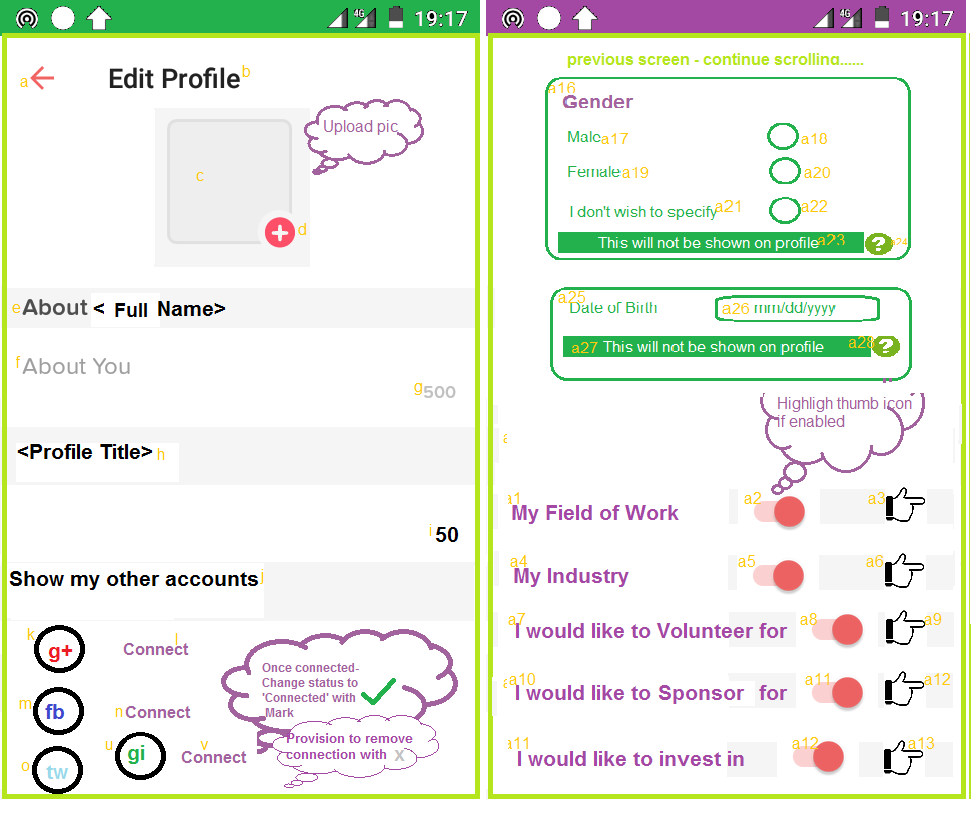 4G 19:17
a Edit Profile b
Upload pic
c
d
e About < Full Name>
f About You
g 500
<Profile Title> h
i 50
Show my other accounts j
k g+ l Connect
Once connected-
Change status to
'Connected' with
Mark
m fb n Connect
Provision to remove
connection with X
o tw u gi v Connect
4G 19:17
previous screen - continue scrolling......
a16
Gender
Male a17 a18
Female a19 a20
I don't wish to specify a21 a22
This will not be shown on profile a23 ? a24
a25
Date of Birth a26 mm/dd/yyyy
a27 This will not be shown on profile a28 ?
Highligh thumb icon
if enabled
a1 a2 a3
My Field of Work
a4 a5 a6
My Industry
a7 a8 a9
I would like to Volunteer for
a10 a11 a12
I would like to Sponsor for
a11 a12 a13
I would like to invest in